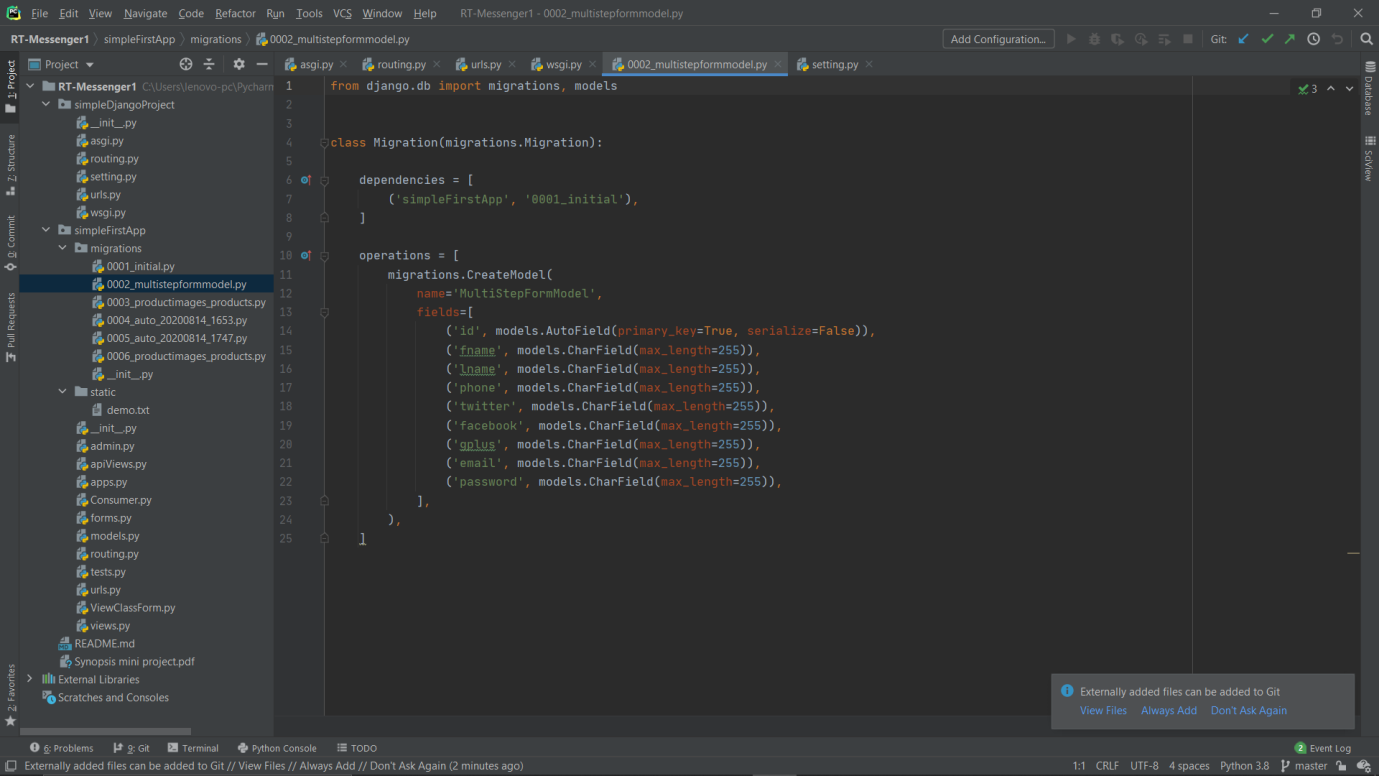 File Edit View Navigate Code Refactor Run Tools VCS Window Help RT-Messenger1 - 0002_multistepformmodel.py
RT-Messenger1 simpleFirstApp migrations 0002_multistepformmodel.py Add Configuration... Git:
Project asgi.py routing.py urls.py wsgi.py 0002_multistepformmodel.py setting.py
1: Project
7: Structure
0: Commit
Pull Requests
2: Favorites
RT-Messenger1 C:\Users\lenovo-pc\Pycharm
simpleDjangoProject
__init__.py
asgi.py
routing.py
setting.py
urls.py
wsgi.py
simpleFirstApp
migrations
0001_initial.py
0002_multistepformmodel.py
0003_productimages_products.py
0004_auto_20200814_1653.py
0005_auto_20200814_1747.py
0006_productimages_products.py
__init__.py
static
demo.txt
__init__.py
admin.py
apiViews.py
apps.py
Consumer.py
forms.py
models.py
routing.py
tests.py
urls.py
ViewClassForm.py
views.py
README.md
Synopsis mini project.pdf
External Libraries
Scratches and Consoles
1 from django.db import migrations, models
2
3
4 class Migration(migrations.Migration):
5
6 dependencies = [
7 ('simpleFirstApp', '0001_initial'),
8 ]
9
10 operations = [
11 migrations.CreateModel(
12 name='MultiStepFormModel',
13 fields=[
14 ('id', models.AutoField(primary_key=True, serialize=False)),
15 ('fname', models.CharField(max_length=255)),
16 ('lname', models.CharField(max_length=255)),
17 ('phone', models.CharField(max_length=255)),
18 ('twitter', models.CharField(max_length=255)),
19 ('facebook', models.CharField(max_length=255)),
20 ('gplus', models.CharField(max_length=255)),
21 ('email', models.CharField(max_length=255)),
22 ('password', models.CharField(max_length=255)),
23 ],
24 ),
25 ]
3
Database
SciView
Externally added files can be added to Git
View Files Always Add Don't Ask Again
6: Problems 9: Git Terminal Python Console TODO 2 Event Log
Externally added files can be added to Git // View Files // Always Add // Don't Ask Again (2 minutes ago) 1:1 CRLF UTF-8 4 spaces Python 3.8 master